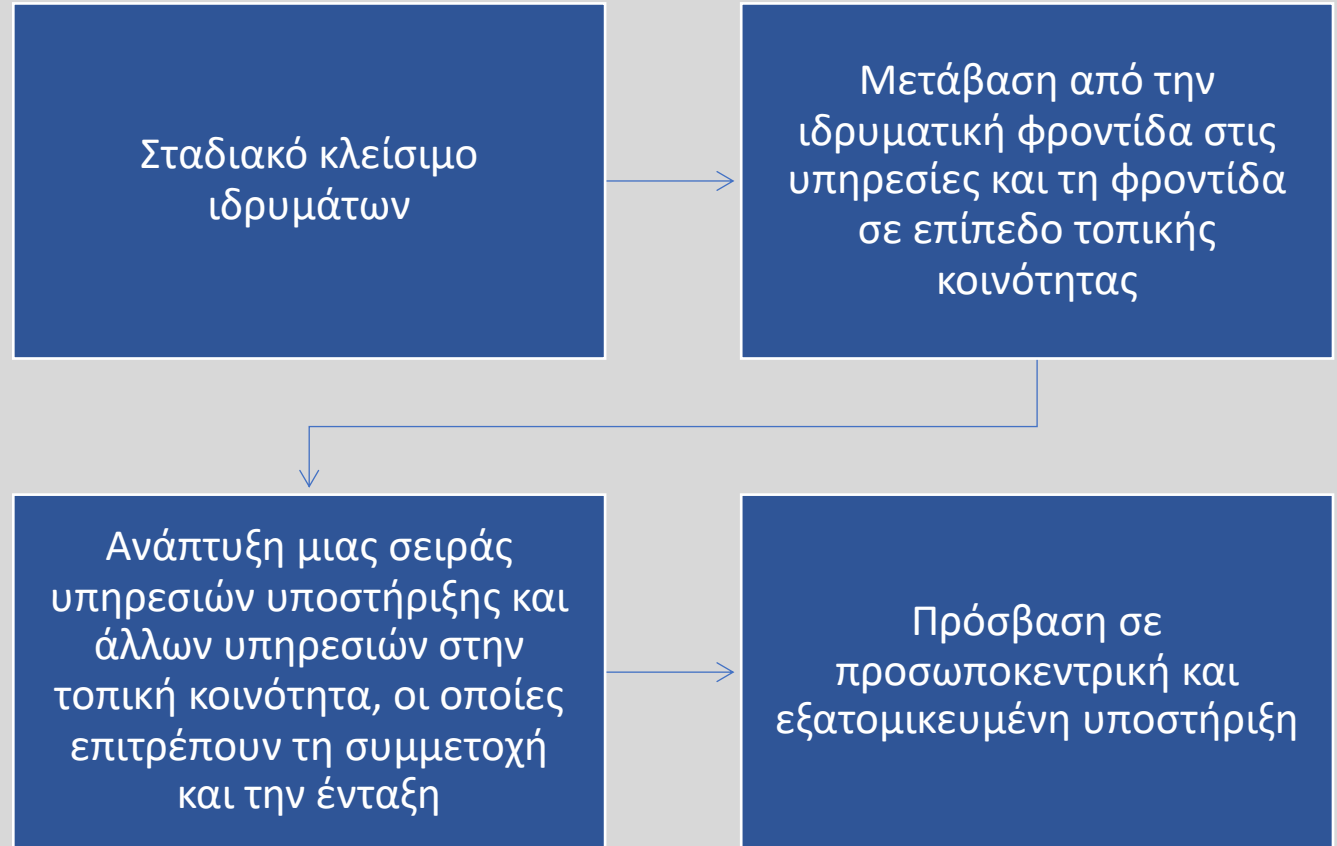 Σταδιακό κλείσιμο
ιδρυμάτων
Μετάβαση από την
ιδρυματική φροντίδα στις
υπηρεσίες και τη φροντίδα
σε επίπεδο τοπικής
κοινότητας
Ανάπτυξη μιας σειράς
υπηρεσιών υποστήριξης και
άλλων υπηρεσιών στην
τοπική κοινότητα, οι οποίες
επιτρέπουν τη συμμετοχή
και την ένταξη
Πρόσβαση σε
προσωποκεντρική και
εξατομικευμένη υποστήριξη